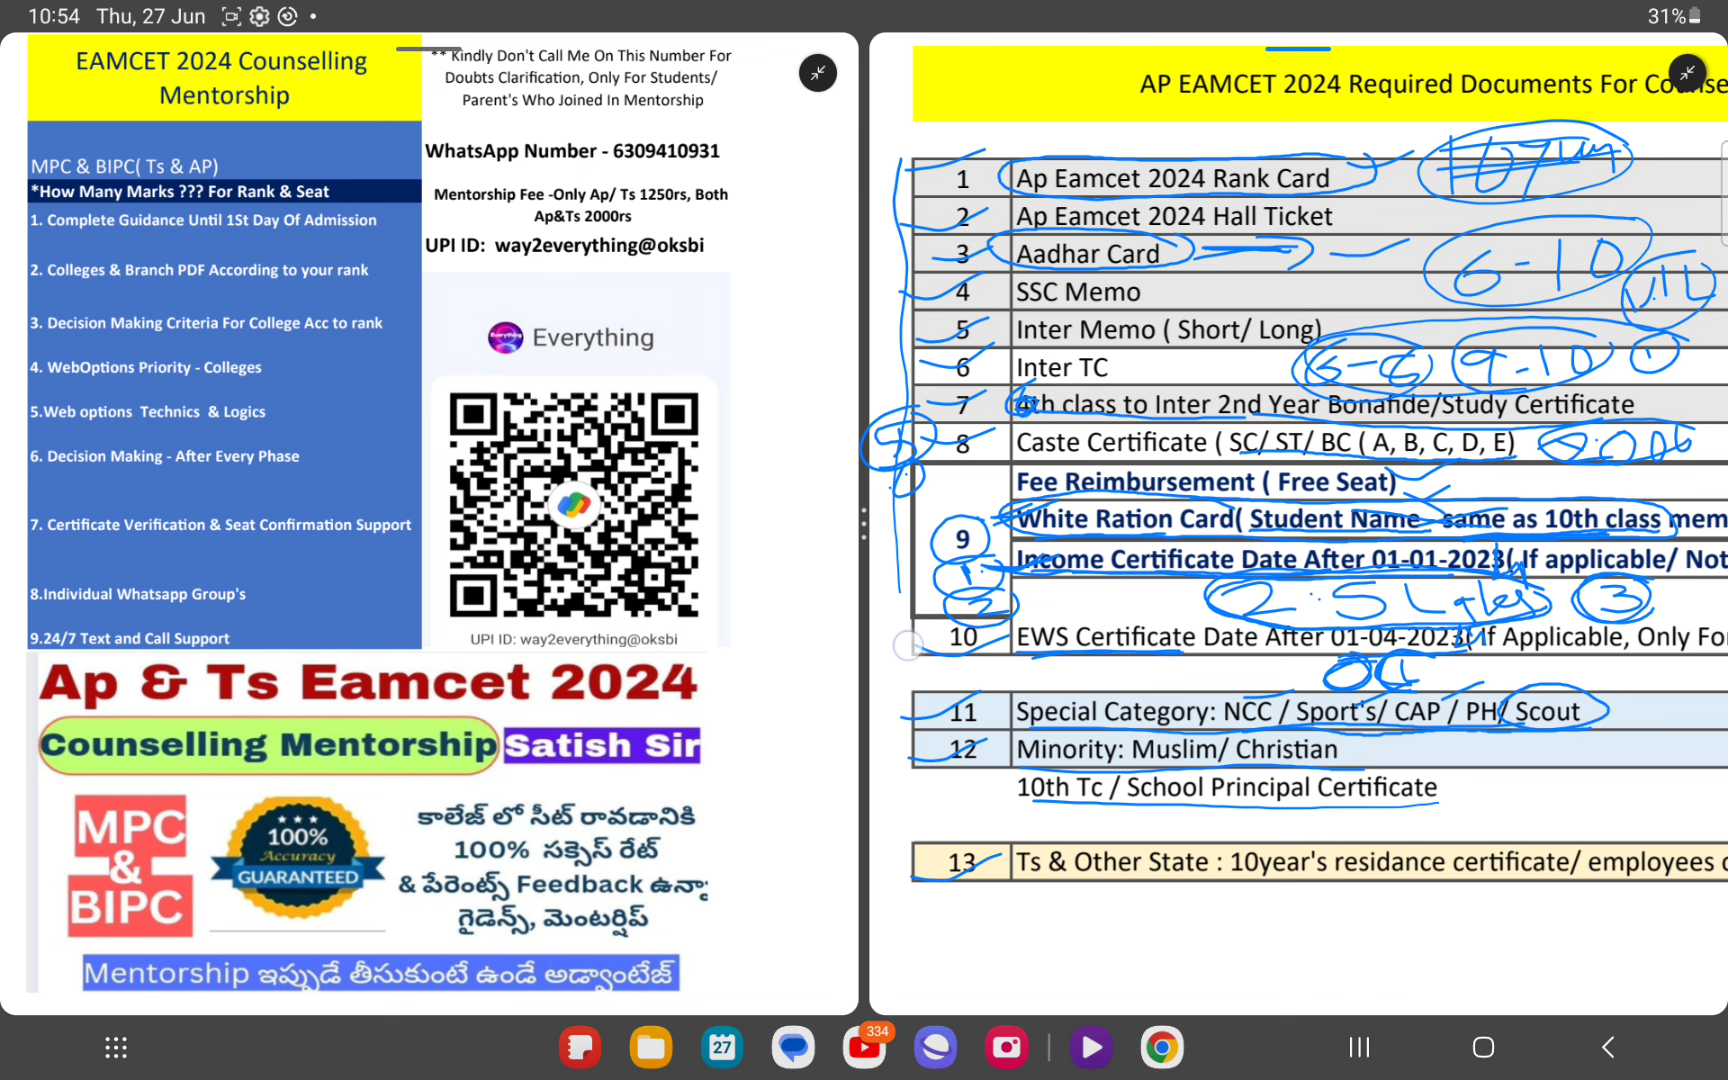 10:54 Thu, 27 Jun
31%
EAMCET 2024 Counselling
Mentorship
** Kindly Don't Call Me On This Number For
Doubts Clarification, Only For Students/
Parent's Who Joined In Mentorship
WhatsApp Number - 6309410931
Mentorship Fee -Only Ap/ Ts 1250rs, Both
Ap&Ts 2000rs
UPI ID: way2everything@oksbi
MPC & BIPC( Ts & AP)
*How Many Marks ??? For Rank & Seat
1. Complete Guidance Until 1St Day Of Admission
2. Colleges & Branch PDF According to your rank
3. Decision Making Criteria For College Acc to rank
4. WebOptions Priority - Colleges
5.Web options Technics & Logics
6. Decision Making - After Every Phase
7. Certificate Verification & Seat Confirmation Support
8.Individual Whatsapp Group's
9.24/7 Text and Call Support
Everything
UPI ID: way2everything@oksbi
Ap & Ts Eamcet 2024
Counselling Mentorship Satish Sir
MPC
&
BIPC
100%
Accuracy
GUARANTEED
కాలేజ్ లో సీట్ రావడానికి
100% సక్సెస్ రేట్
& పేరెంట్స్ Feedback ఉన్న
గైడెన్స్, మెంటర్షిప్
Mentorship ఇప్పుడే తీసుకుంటే ఉండే అడ్వాంటేజ్
AP EAMCET 2024 Required Documents For
1 Ap Eamcet 2024 Rank Card
2 Ap Eamcet 2024 Hall Ticket
3 Aadhar Card
6-10
4 SSC Memo
5 Inter Memo ( Short/ Long)
6 Inter TC
9-10
7 th class to Inter 2nd Year Bonafide/Study Certificate
8 Caste Certificate ( SC/ ST/ BC ( A, B, C, D, E)
Fee Reimbursement ( Free Seat)
9 White Ration Card( Student Name same as 10th class mem
1 Income Certificate Date After 01-01-2023( If applicable/ Not
2 2.5 Lakhs 3
10 EWS Certificate Date After 01-04-2023( If Applicable, Only Fo
OC
11 Special Category: NCC / Sport's/ CAP / PH/ Scout
12 Minority: Muslim/ Christian
10th Tc / School Principal Certificate
13 Ts & Other State : 10year's residance certificate/ employees
27
334